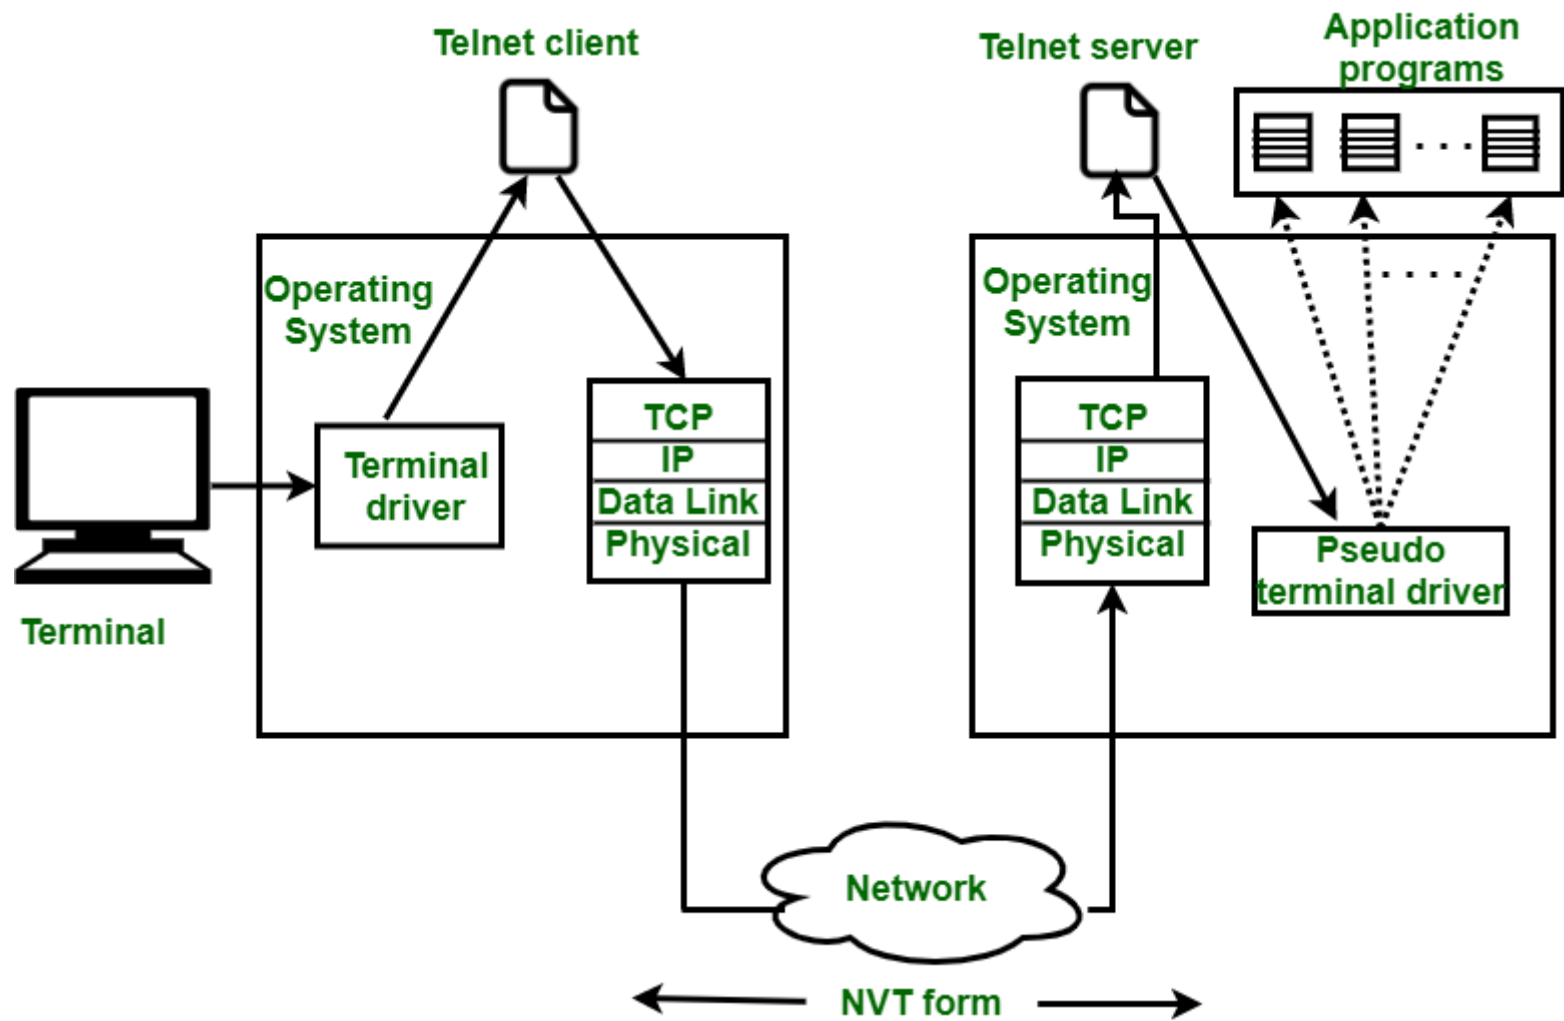 Telnet client
Telnet server
Application
programs
Operating
System
Operating
System
Terminal
driver
TCP
IP
Data Link
Physical
TCP
IP
Data Link
Physical
Pseudo
terminal driver
Terminal
Network
NVT form